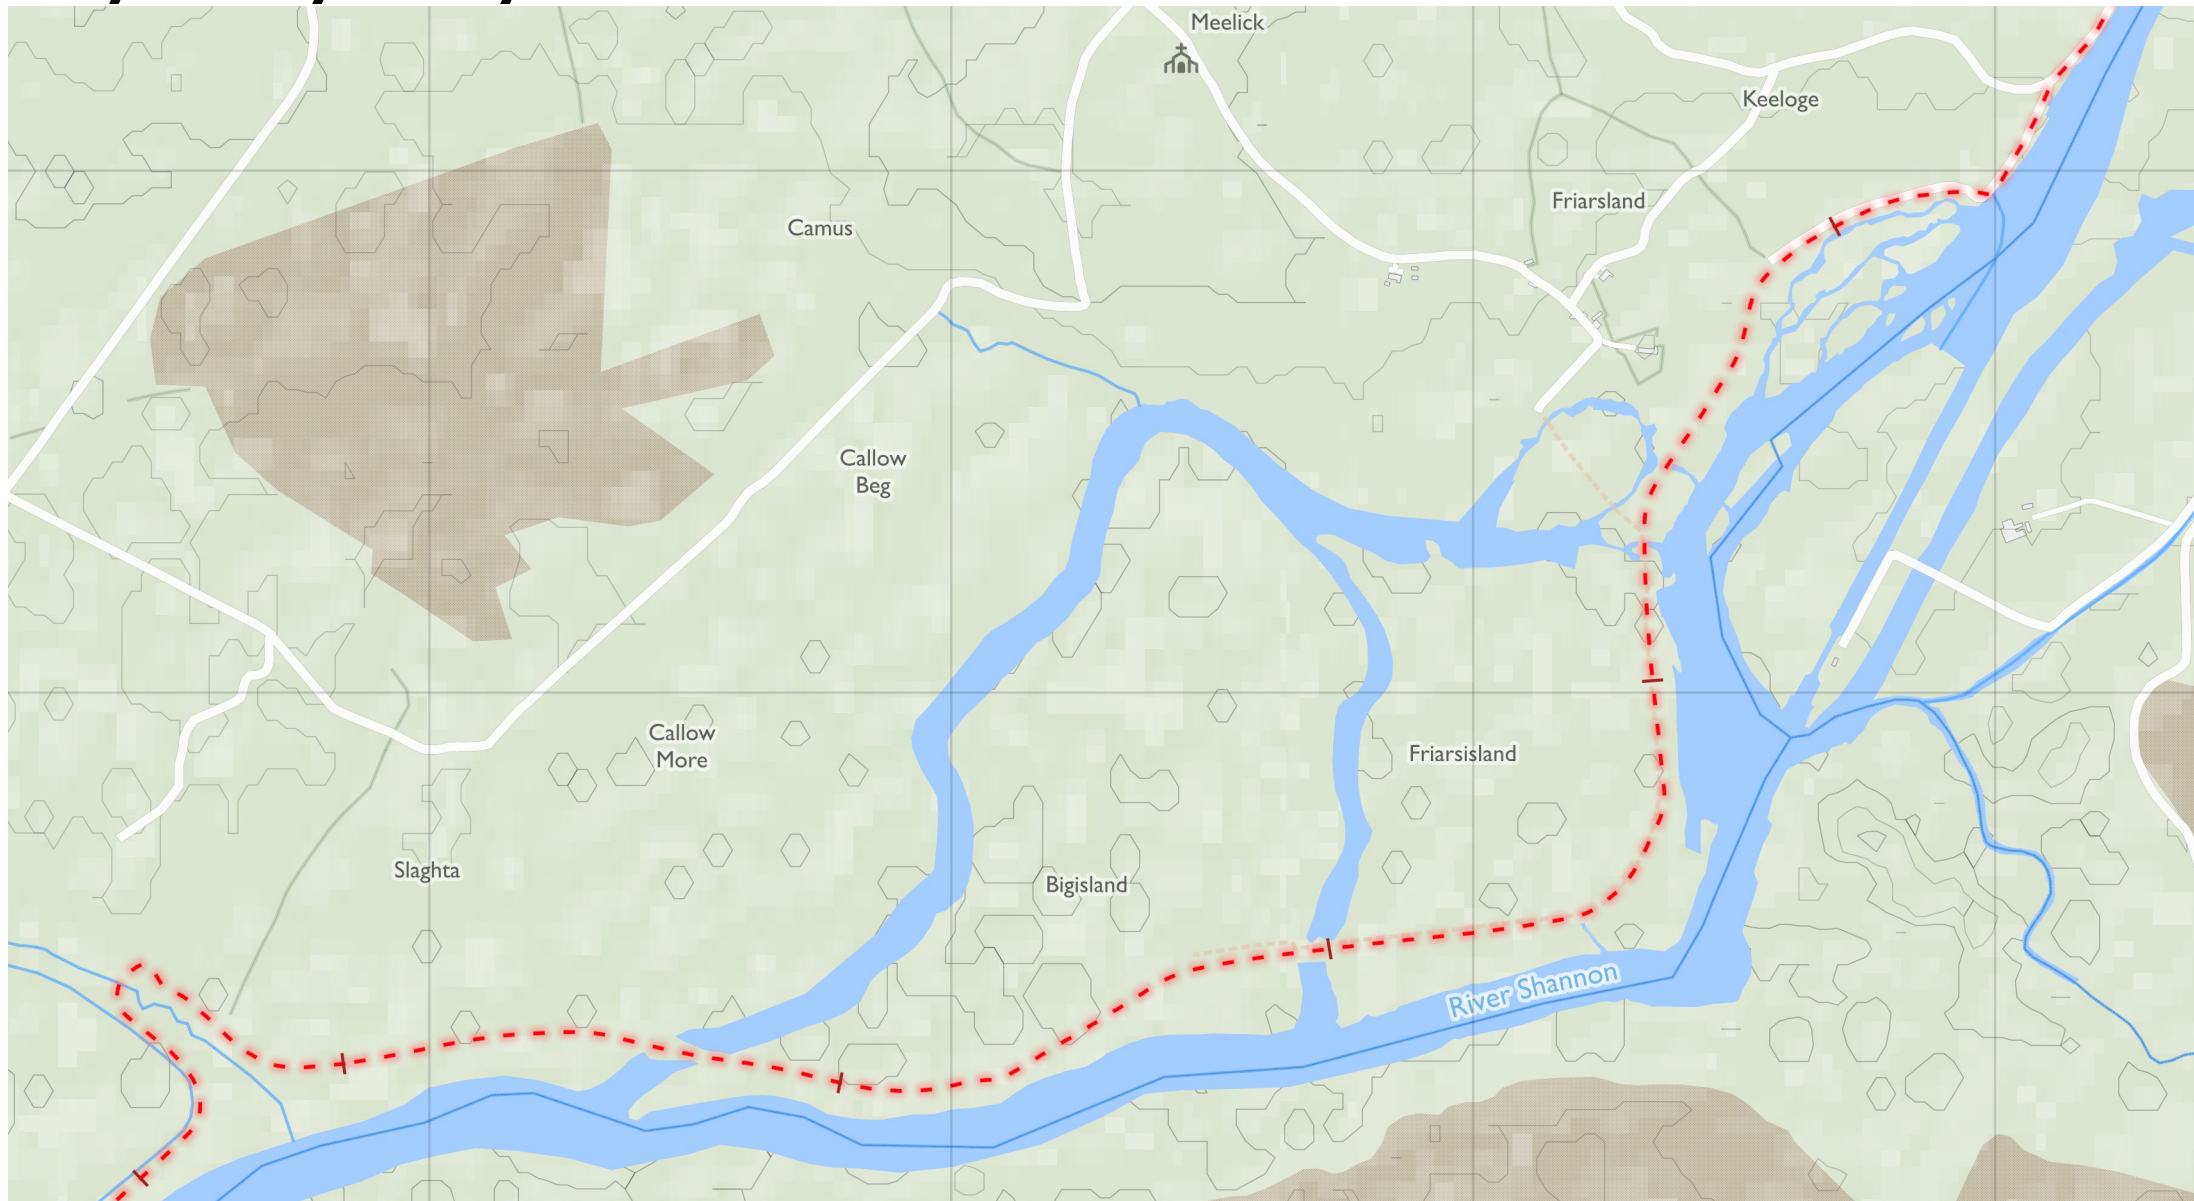 Meelick
Keeloge
Friarsland
Camus
Callow
Beg
Callow
More
Friarsisland
Slaghta
Bigisland
River Shannon